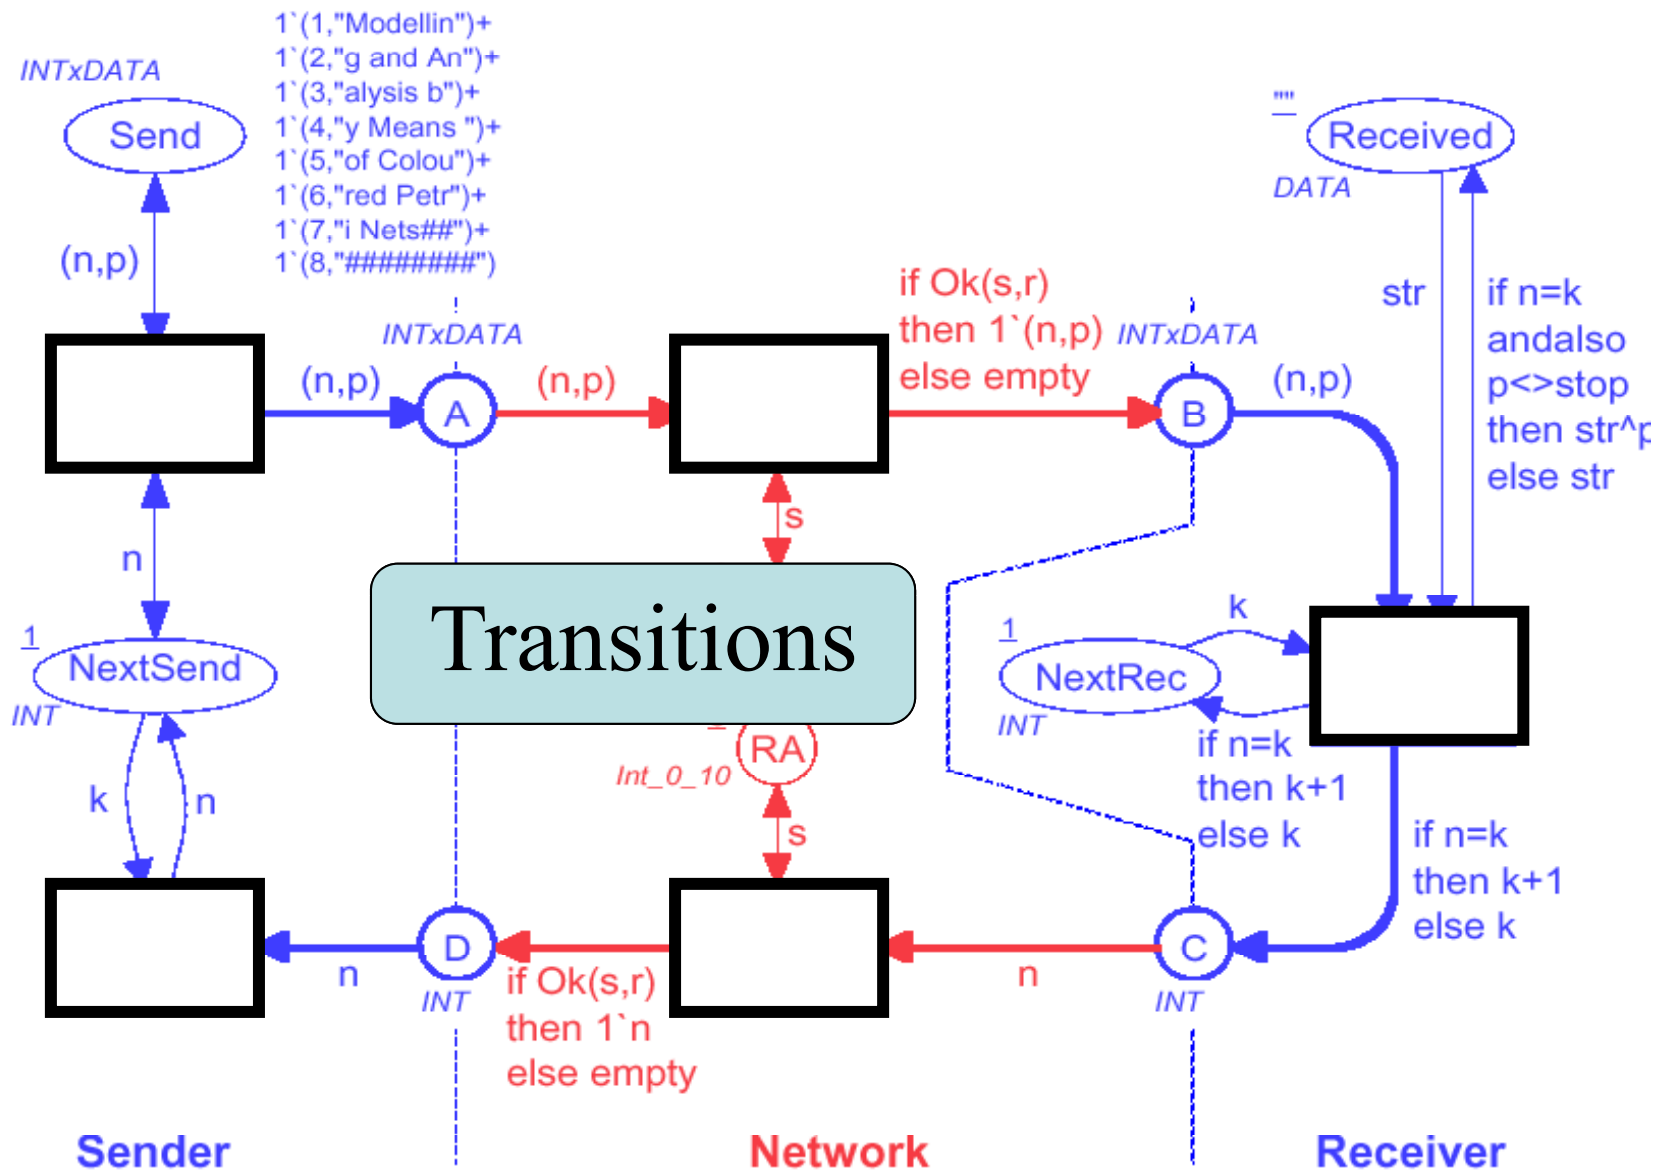 1`(1,"Modellin")+
1`(2,"g and An")+
1`(3,"alysis b")+
1`(4,"y Means ")+
1`(5,"of Colou")+
1`(6,"red Petr")+
1`(7,"i Nets##")+
1`(8,"########")
INTxDATA
Send
(n,p)
""
Received
DATA
str
if n=k
andalso
p<>stop
then str^p
else str
INTxDATA
(n,p)
A
(n,p)
if Ok(s,r)
then 1`(n,p)
else empty
INTxDATA
B
(n,p)
s
n
Transitions
1
NextSend
INT
k
n
RA
Int_0_10
s
1
NextRec
INT
k
if n=k
then k+1
else k
if n=k
then k+1
else k
n
D
INT
if Ok(s,r)
then 1`n
else empty
n
C
INT
Sender
Network
Receiver